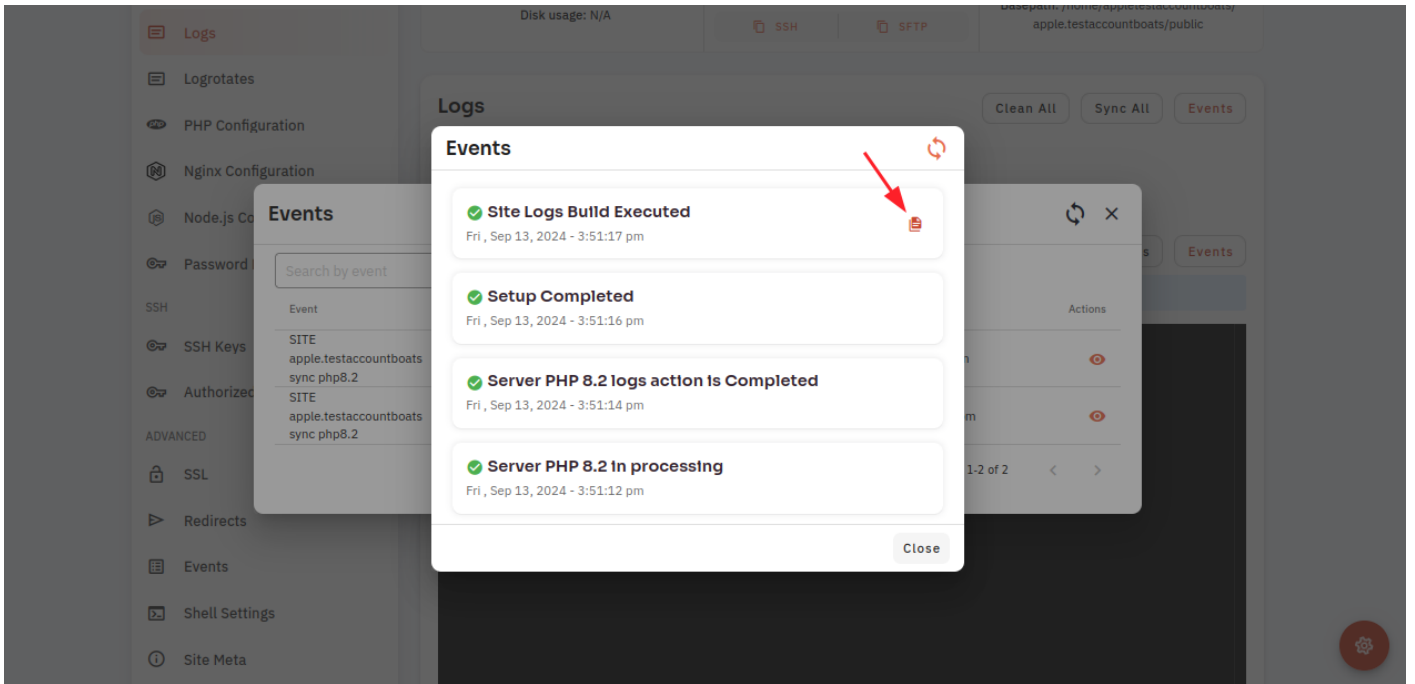 Disk usage: N/A
SSH
SFTP
Basepath: /home/appletestaccountboats/
apple.testaccountboats/public
Logs
Logrotates
PHP Configuration
Nginx Configuration
Node.js Co
Password
SSH
SSH Keys
Authorized
ADVANCED
SSL
Redirects
Events
Shell Settings
Site Meta
Logs
Clean All
Sync All
Events
s
Events
Events
Search by event
Event
Actions
SITE
apple.testaccountboats
sync php8.2
n
SITE
apple.testaccountboats
sync php8.2
m
1-2 of 2
Events
Site Logs Build Executed
Fri , Sep 13, 2024 - 3:51:17 pm
Setup Completed
Fri , Sep 13, 2024 - 3:51:16 pm
Server PHP 8.2 logs action is Completed
Fri , Sep 13, 2024 - 3:51:14 pm
Server PHP 8.2 in processing
Fri , Sep 13, 2024 - 3:51:12 pm
Close